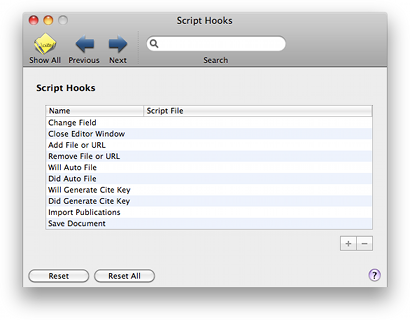 Script Hooks
Show All Previous Next Search
Script Hooks
Name Script File
Change Field
Close Editor Window
Add File or URL
Remove File or URL
Will Auto File
Did Auto File
Will Generate Cite Key
Did Generate Cite Key
Import Publications
Save Document
+ −
Reset Reset All ?